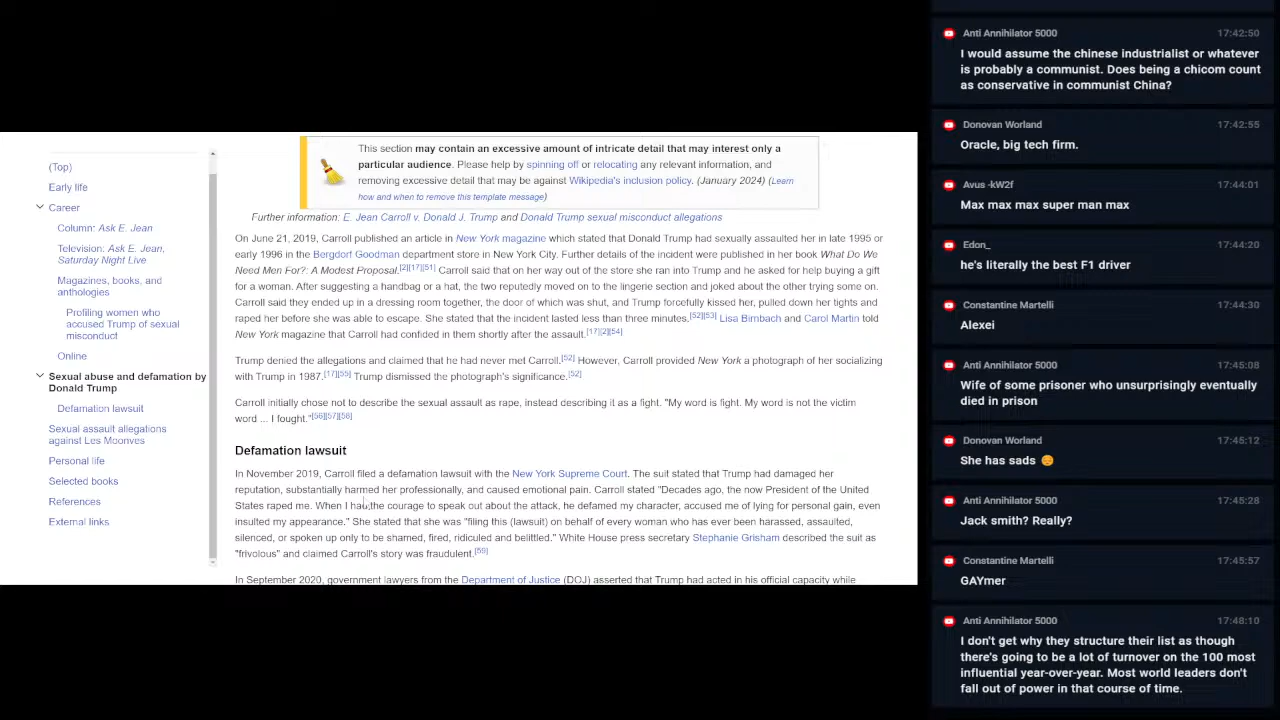 This section may contain an excessive amount of intricate detail that may interest only a
particular audience. Please help by spinning off or relocating any relevant information, and
removing excessive detail that may be against Wikipedia's inclusion policy. (January 2024) (Learn
how and when to remove this template message)
(Top)
Early life
Career
Column: Ask E. Jean
Television: Ask E. Jean,
Saturday Night Live
Magazines, books, and
anthologies
Profiling women who
accused Trump of sexual
misconduct
Online
Sexual abuse and defamation by
Donald Trump
Defamation lawsuit
Sexual assault allegations
against Les Moonves
Personal life
Selected books
References
External links
Further information: E. Jean Carroll v. Donald J. Trump and Donald Trump sexual misconduct allegations
On June 21, 2019, Carroll published an article in New York magazine which stated that Donald Trump had sexually assaulted her in late 1995 or
early 1996 in the Bergdorf Goodman department store in New York City. Further details of the incident were published in her book What Do We
Need Men For?: A Modest Proposal.[2][17][51] Carroll said that on her way out of the store she ran into Trump and he asked for help buying a gift
for a woman. After suggesting a handbag or a hat, the two reputedly moved on to the lingerie section and joked about the other trying some on.
Carroll said they ended up in a dressing room together, the door of which was shut, and Trump forcefully kissed her, pulled down her tights and
raped her before she was able to escape. She stated that the incident lasted less than three minutes.[52][53] Lisa Birnbach and Carol Martin told
New York magazine that Carroll had confided in them shortly after the assault.[17][2][54]
Trump denied the allegations and claimed that he had never met Carroll.[52] However, Carroll provided New York a photograph of her socializing
with Trump in 1987.[17][55] Trump dismissed the photograph's significance.[52]
Carroll initially chose not to describe the sexual assault as rape, instead describing it as a fight. "My word is fight. My word is not the victim
word ... I fought."[56][57][58]
Defamation lawsuit
In November 2019, Carroll filed a defamation lawsuit with the New York Supreme Court. The suit stated that Trump had damaged her
reputation, substantially harmed her professionally, and caused emotional pain. Carroll stated "Decades ago, the now President of the United
States raped me. When I had the courage to speak out about the attack, he defamed my character, accused me of lying for personal gain, even
insulted my appearance." She stated that she was "filing this (lawsuit) on behalf of every woman who has ever been harassed, assaulted,
silenced, or spoken up only to be shamed, fired, ridiculed and belittled." White House press secretary Stephanie Grisham described the suit as
"frivolous" and claimed Carroll's story was fraudulent.[59]
In September 2020, government lawyers from the Department of Justice (DOJ) asserted that Trump had acted in his official capacity while
Anti Annihilator 5000 17:42:50
I would assume the chinese industrialist or whatever
is probably a communist. Does being a chicom count
as conservative in communist China?
Donovan Worland 17:42:55
Oracle, big tech firm.
Avus -kW2f 17:44:01
Max max max super man max
Edon_ 17:44:20
he's literally the best F1 driver
Constantine Martelli 17:44:30
Alexei
Anti Annihilator 5000 17:45:08
Wife of some prisoner who unsurprisingly eventually
died in prison
Donovan Worland 17:45:12
She has sads 😔
Anti Annihilator 5000 17:45:28
Jack smith? Really?
Constantine Martelli 17:45:57
GAYmer
Anti Annihilator 5000 17:48:10
I don't get why they structure their list as though
there's going to be a lot of turnover on the 100 most
influential year-over-year. Most world leaders don't
fall out of power in that course of time.